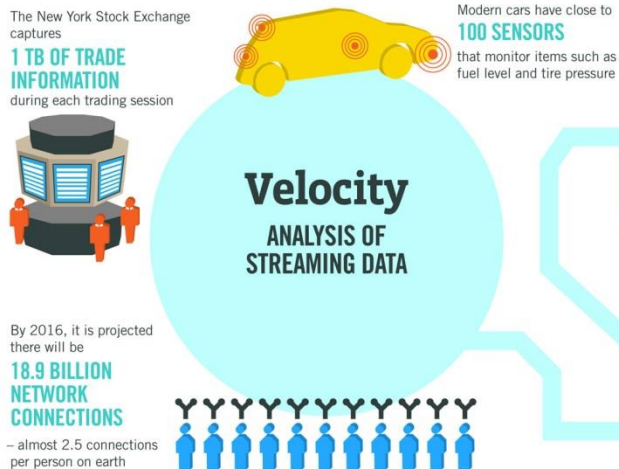 The New York Stock Exchange
captures
1 TB OF TRADE
INFORMATION
during each trading session
Modern cars have close to
100 SENSORS
that monitor items such as
fuel level and tire pressure
Velocity
ANALYSIS OF
STREAMING DATA
By 2016, it is projected
there will be
18.9 BILLION
NETWORK
CONNECTIONS
– almost 2.5 connections
per person on earth